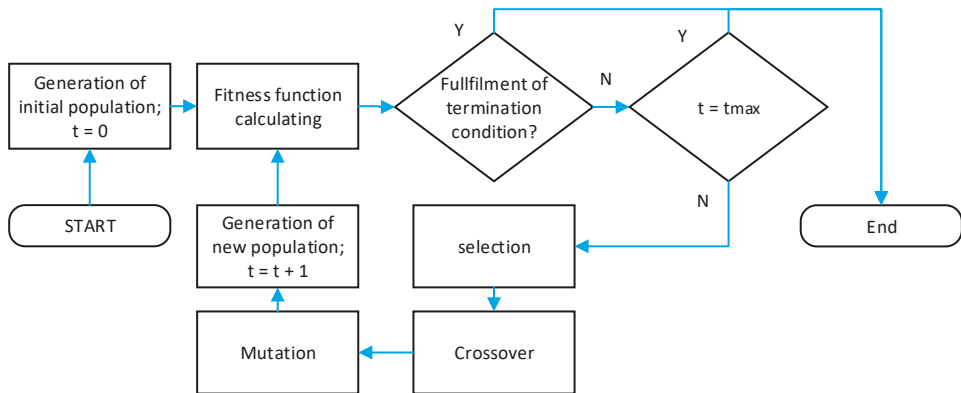 Generation of
initial population;
t = 0
Fitness function
calculating
Y
Fullfilment of
termination
condition?
N
Y
t = tmax
N
START
Generation of
new population;
t = t + 1
selection
End
Mutation
Crossover